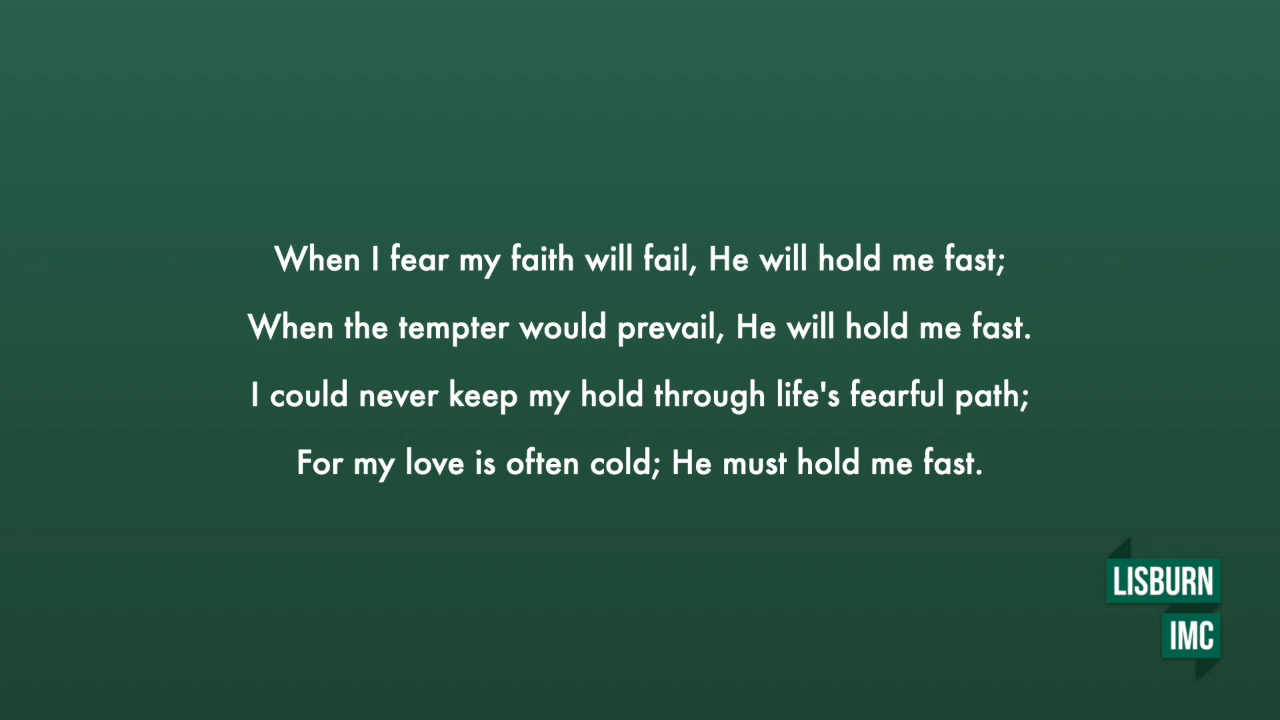 When I fear my faith will fail, He will hold me fast;
When the tempter would prevail, He will hold me fast.
I could never keep my hold through life's fearful path;
For my love is often cold; He must hold me fast.
LISBURN
IMC